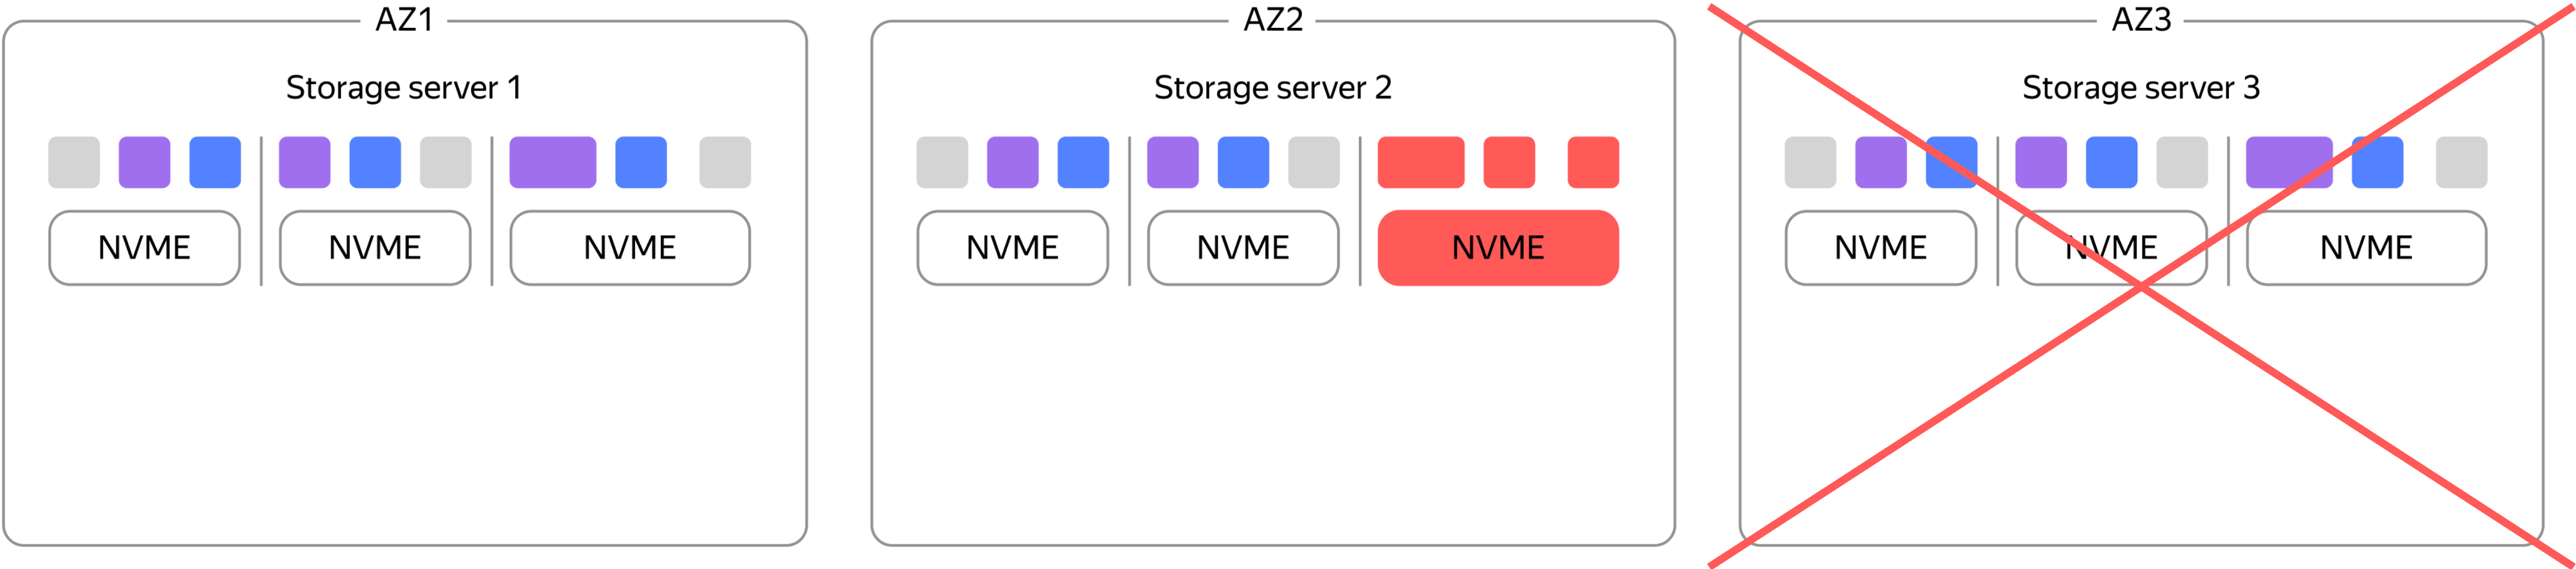 AZ1
AZ2
AZ3
Storage server 1
Storage server 2
Storage server 3
NVME
NVME
NVME
NVME
NVME
NVME
NVME
NVME
NVME